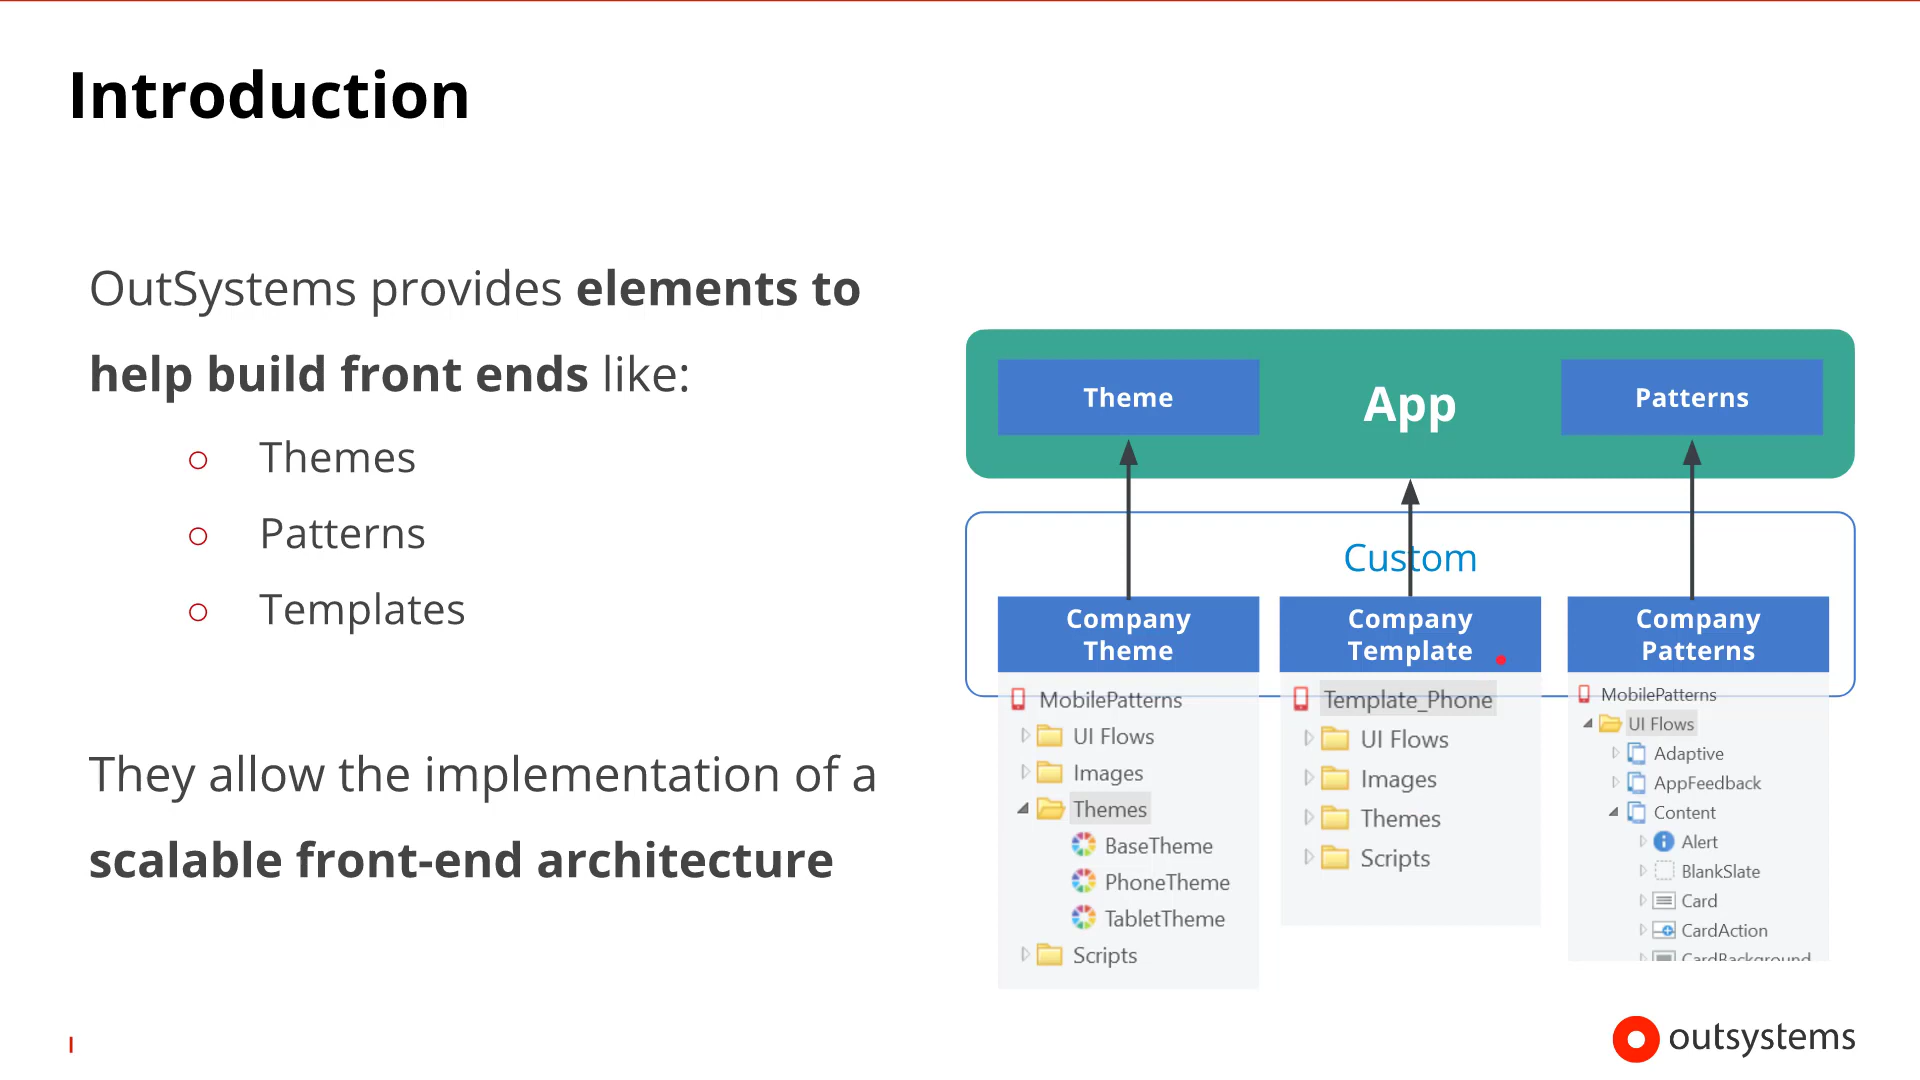 Introduction
OutSystems provides elements to
help build front ends like:
Themes
Patterns
Templates
They allow the implementation of a
scalable front-end architecture
Theme
App
Patterns
Custom
Company
Theme
MobilePatterns
UI Flows
Images
Themes
BaseTheme
PhoneTheme
TabletTheme
Scripts
Company
Template
Template_Phone
UI Flows
Images
Themes
Scripts
Company
Patterns
MobilePatterns
UI Flows
Adaptive
AppFeedback
Content
Alert
BlankSlate
Card
CardAction
CardBackground
outsystems